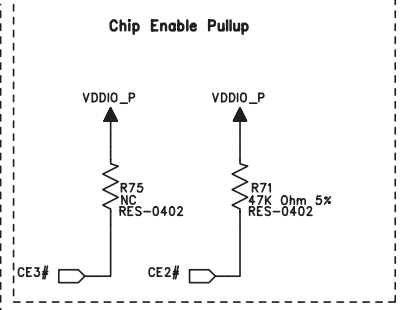 Chip Enable Pullup
VDDIO_P VDDIO_P
R75
NC
RES-0402
R71
47K Ohm 5%
RES-0402
CE3# CE2#